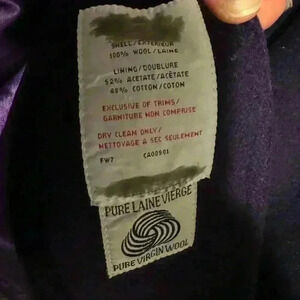 SHELL/EXTERIEUR
100% WOOL/LAINE
LINING/DOUBLURE
52% ACETATE/ACÉTATE
48% COTTON/COTON
EXCLUSIVE OF TRIMS/
GARNITURE NON COMPRISE
DRY CLEAN ONLY/
NETTOYAGE A SEC SEULEMENT
FW7 CA00501
PURE LAINE VIERGE
PURE VIRGIN WOOL